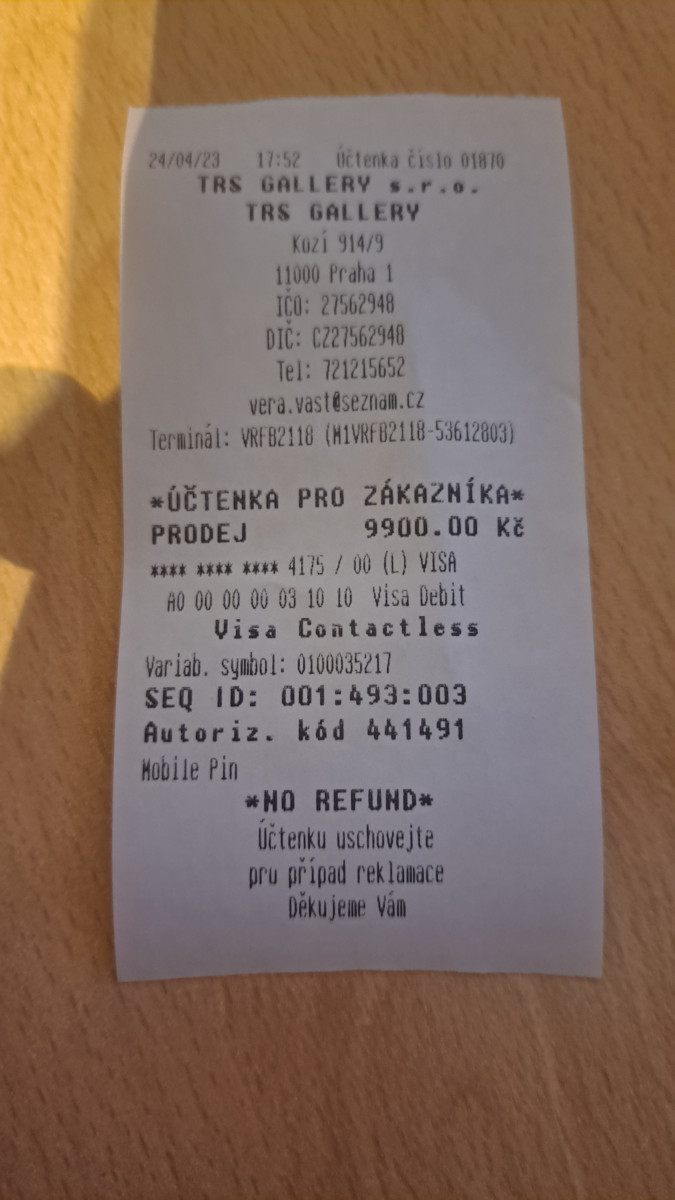 24/04/23 17:52 Účtenka číslo 01870
TRS GALLERY s.r.o.
TRS GALLERY
Kozí 914/9
11000 Praha 1
IČO: 27562948
DIČ: CZ27562948
Tel: 721215652
vera.vast@seznam.cz
Terminál: VRFB2118 (M1VRFB2118-53612803)
*ÚČTENKA PRO ZÁKAZNÍKA*
PRODEJ 9900.00 Kč
**** **** **** 4175 / 00 (L) VISA
A0 00 00 00 03 10 10 Visa Debit
Visa Contactless
Variab. symbol: 0100035217
SEQ ID: 001:493:003
Autoriz. kód 441491
Mobile Pin
*NO REFUND*
Účtenku uschovejte
pro případ reklamace
Děkujeme Vám